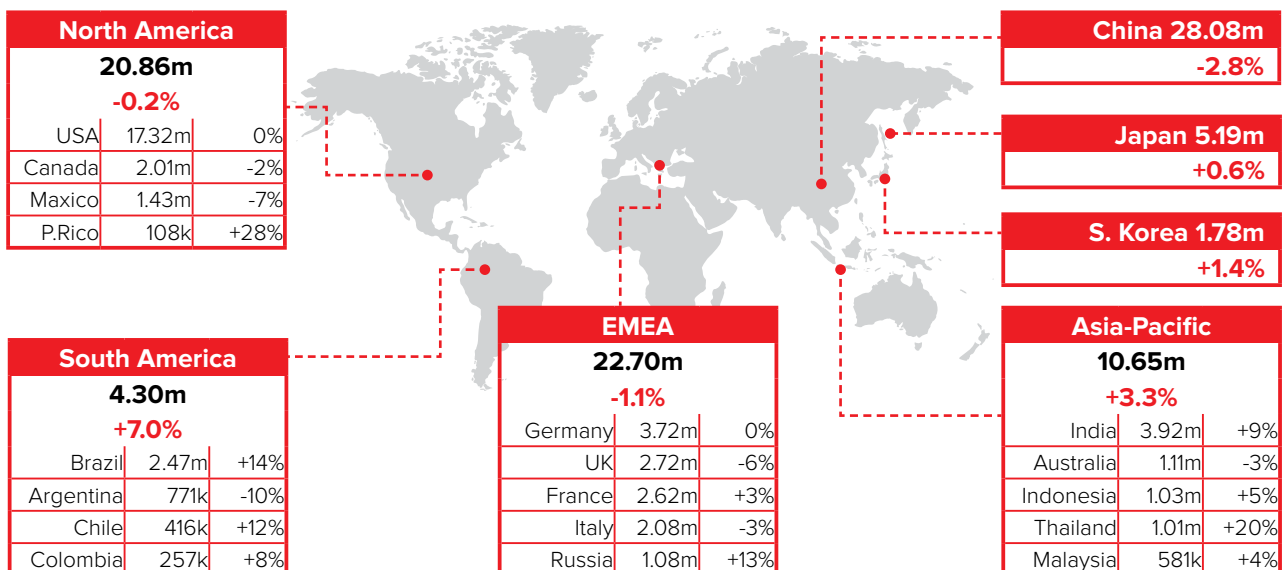 North America
20.86m
-0.2%
USA 17.32m 0%
Canada 2.01m -2%
Maxico 1.43m -7%
P.Rico 108k +28%
China 28.08m
-2.8%
Japan 5.19m
+0.6%
S. Korea 1.78m
+1.4%
South America
4.30m
+7.0%
Brazil 2.47m +14%
Argentina 771k -10%
Chile 416k +12%
Colombia 257k +8%
EMEA
22.70m
-1.1%
Germany 3.72m 0%
UK 2.72m -6%
France 2.62m +3%
Italy 2.08m -3%
Russia 1.08m +13%
Asia-Pacific
10.65m
+3.3%
India 3.92m +9%
Australia 1.11m -3%
Indonesia 1.03m +5%
Thailand 1.01m +20%
Malaysia 581k +4%